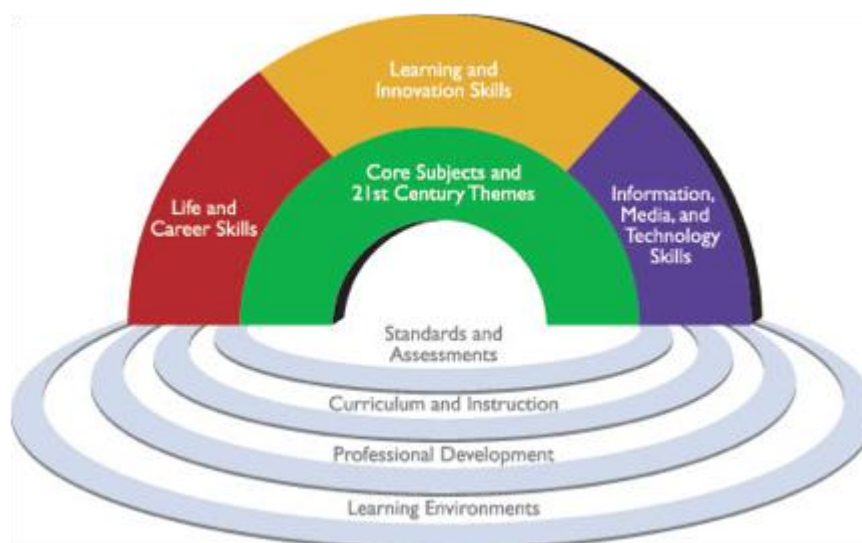 Learning and
Innovation Skills
Core Subjects and
21st Century Themes
Life and
Career Skills
Information,
Media, and
Technology
Skills
Standards and
Assessments
Curriculum and Instruction
Professional Development
Learning Environments